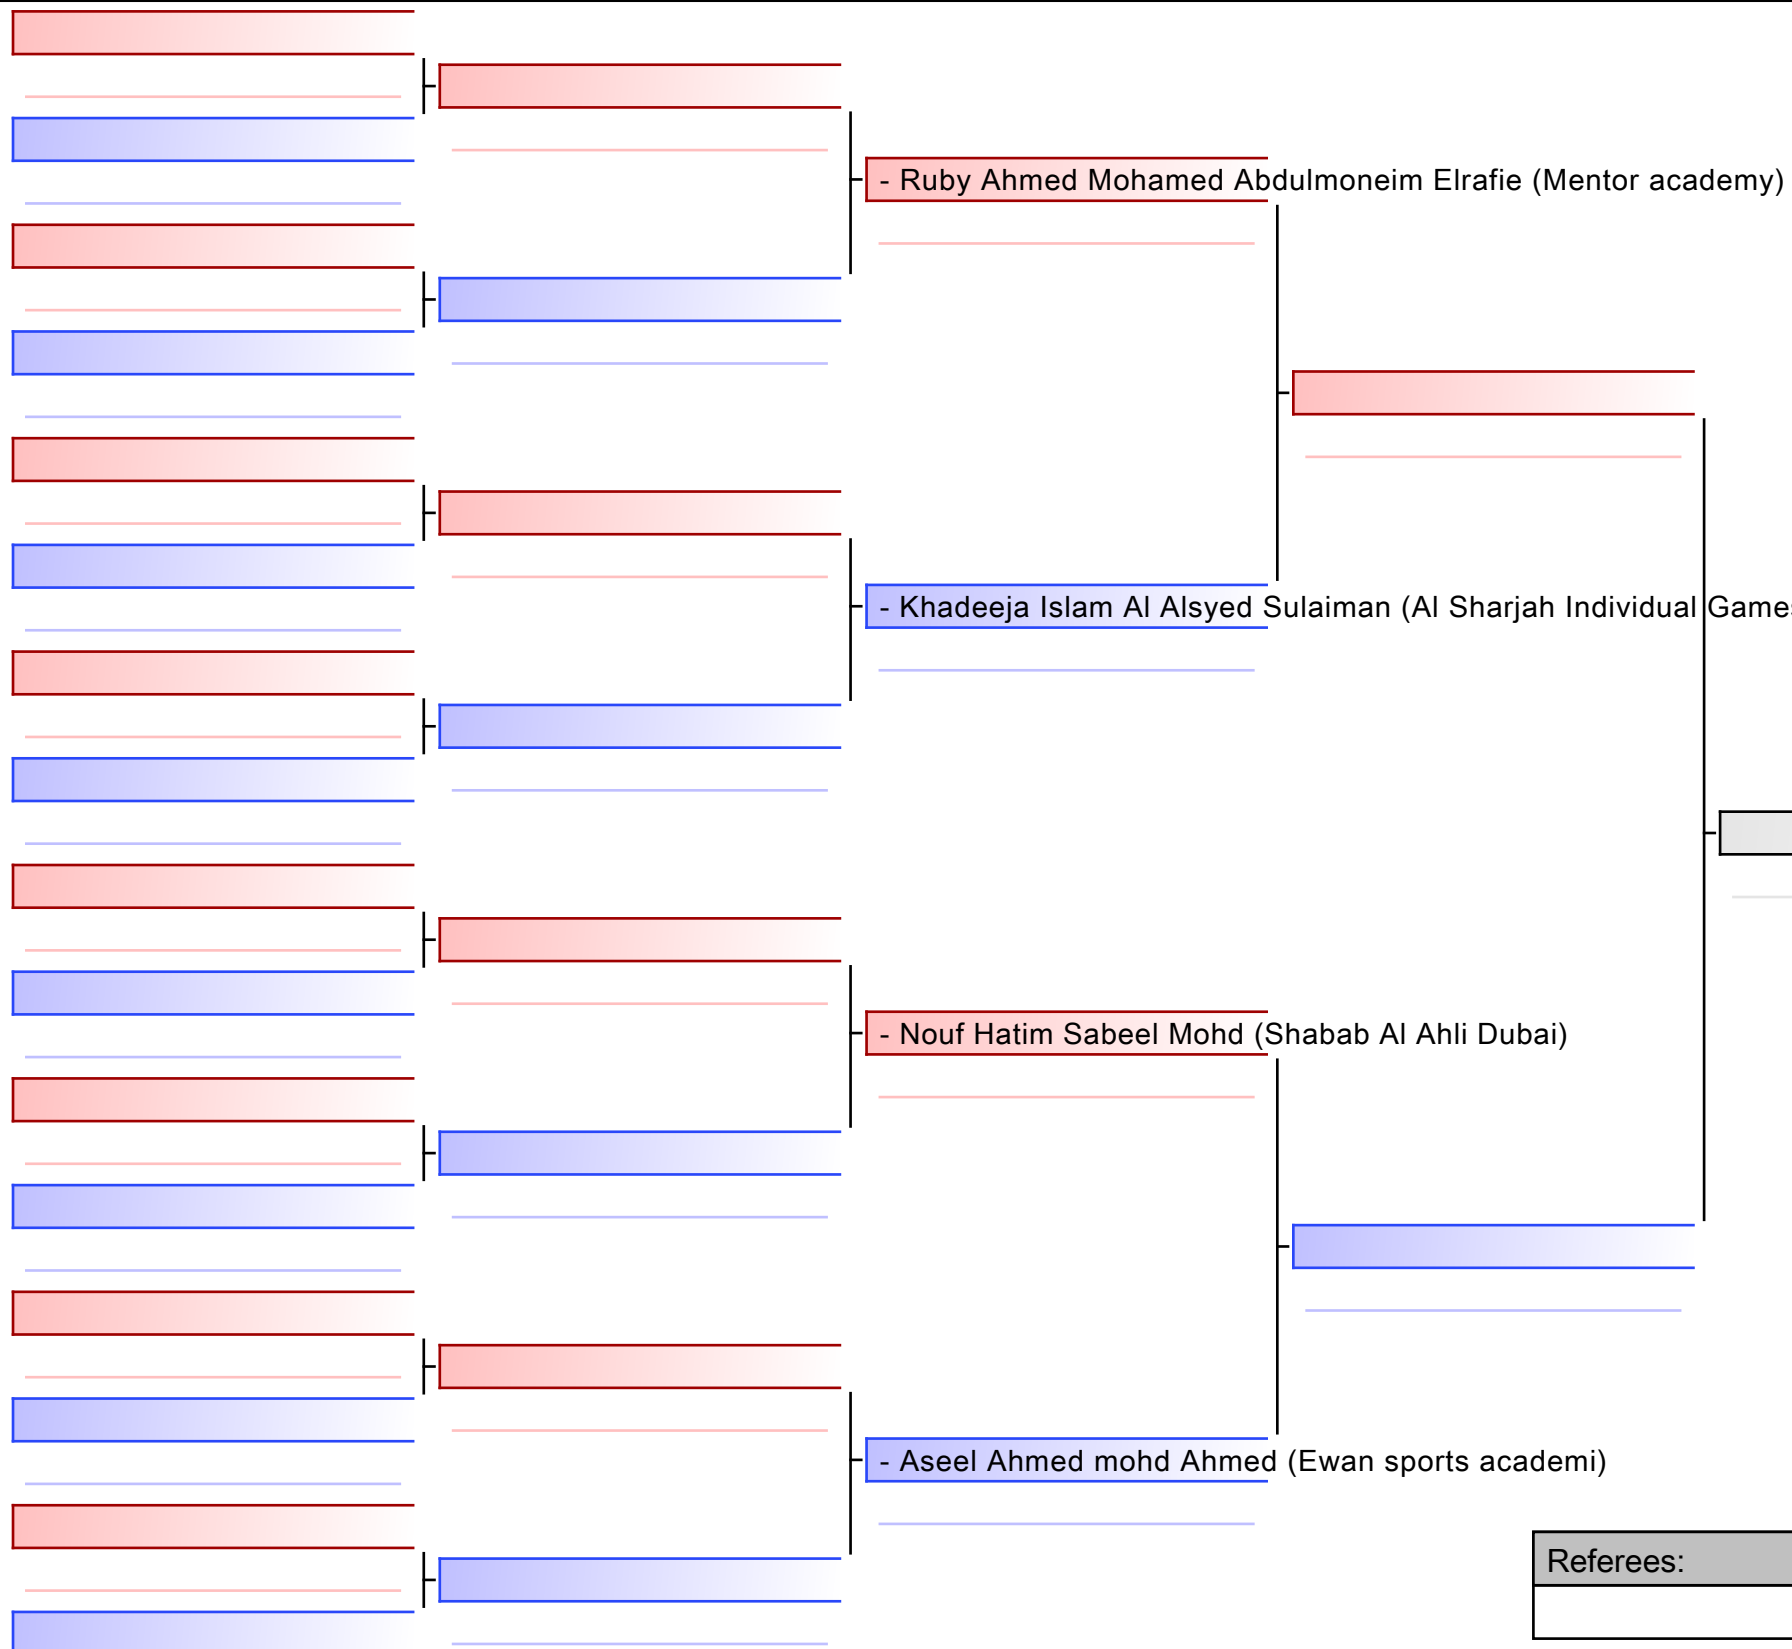 - Ruby Ahmed Mohamed Abdulmoneim Elrafie (Mentor academy)
- Khadeeja Islam Al Alsyed Sulaiman (Al Sharjah Individual
- Nouf Hatim Sabeel Mohd (Shabab Al Ahli Dubai)
- Aseel Ahmed mohd Ahmed (Ewan sports academi)
Referees: